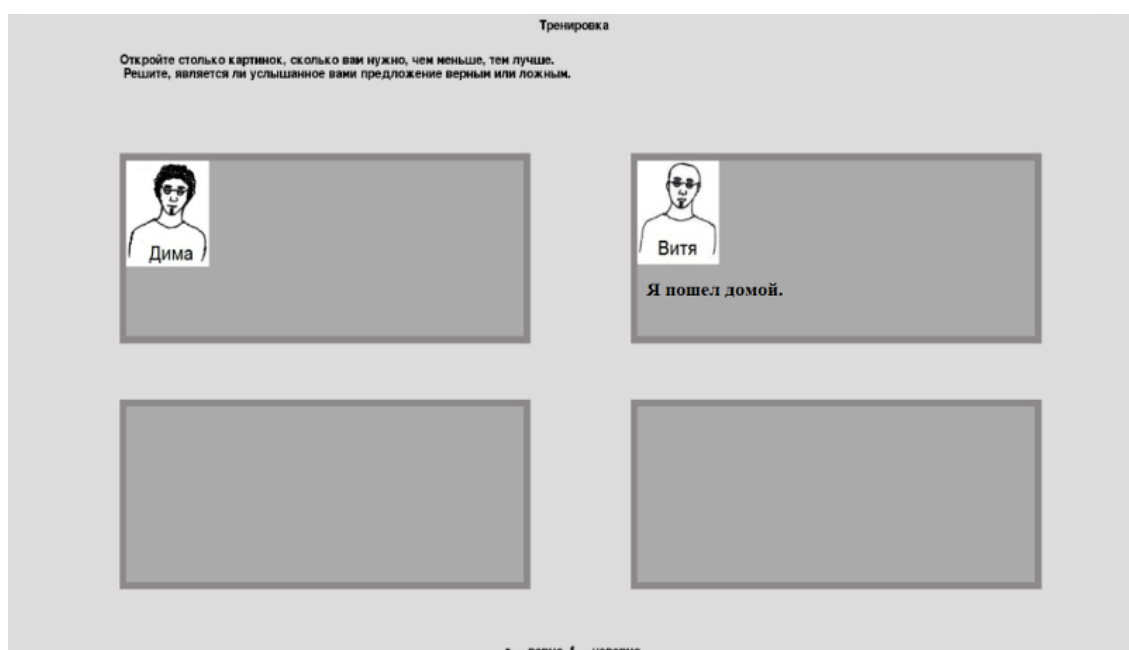 Тренировка
Откройте столько картинок, сколько вам нужно, чем меньше, тем лучше.
Решите, является ли услышанное вами предложение верным или ложным.
Дима
Витя
Я пошел домой.